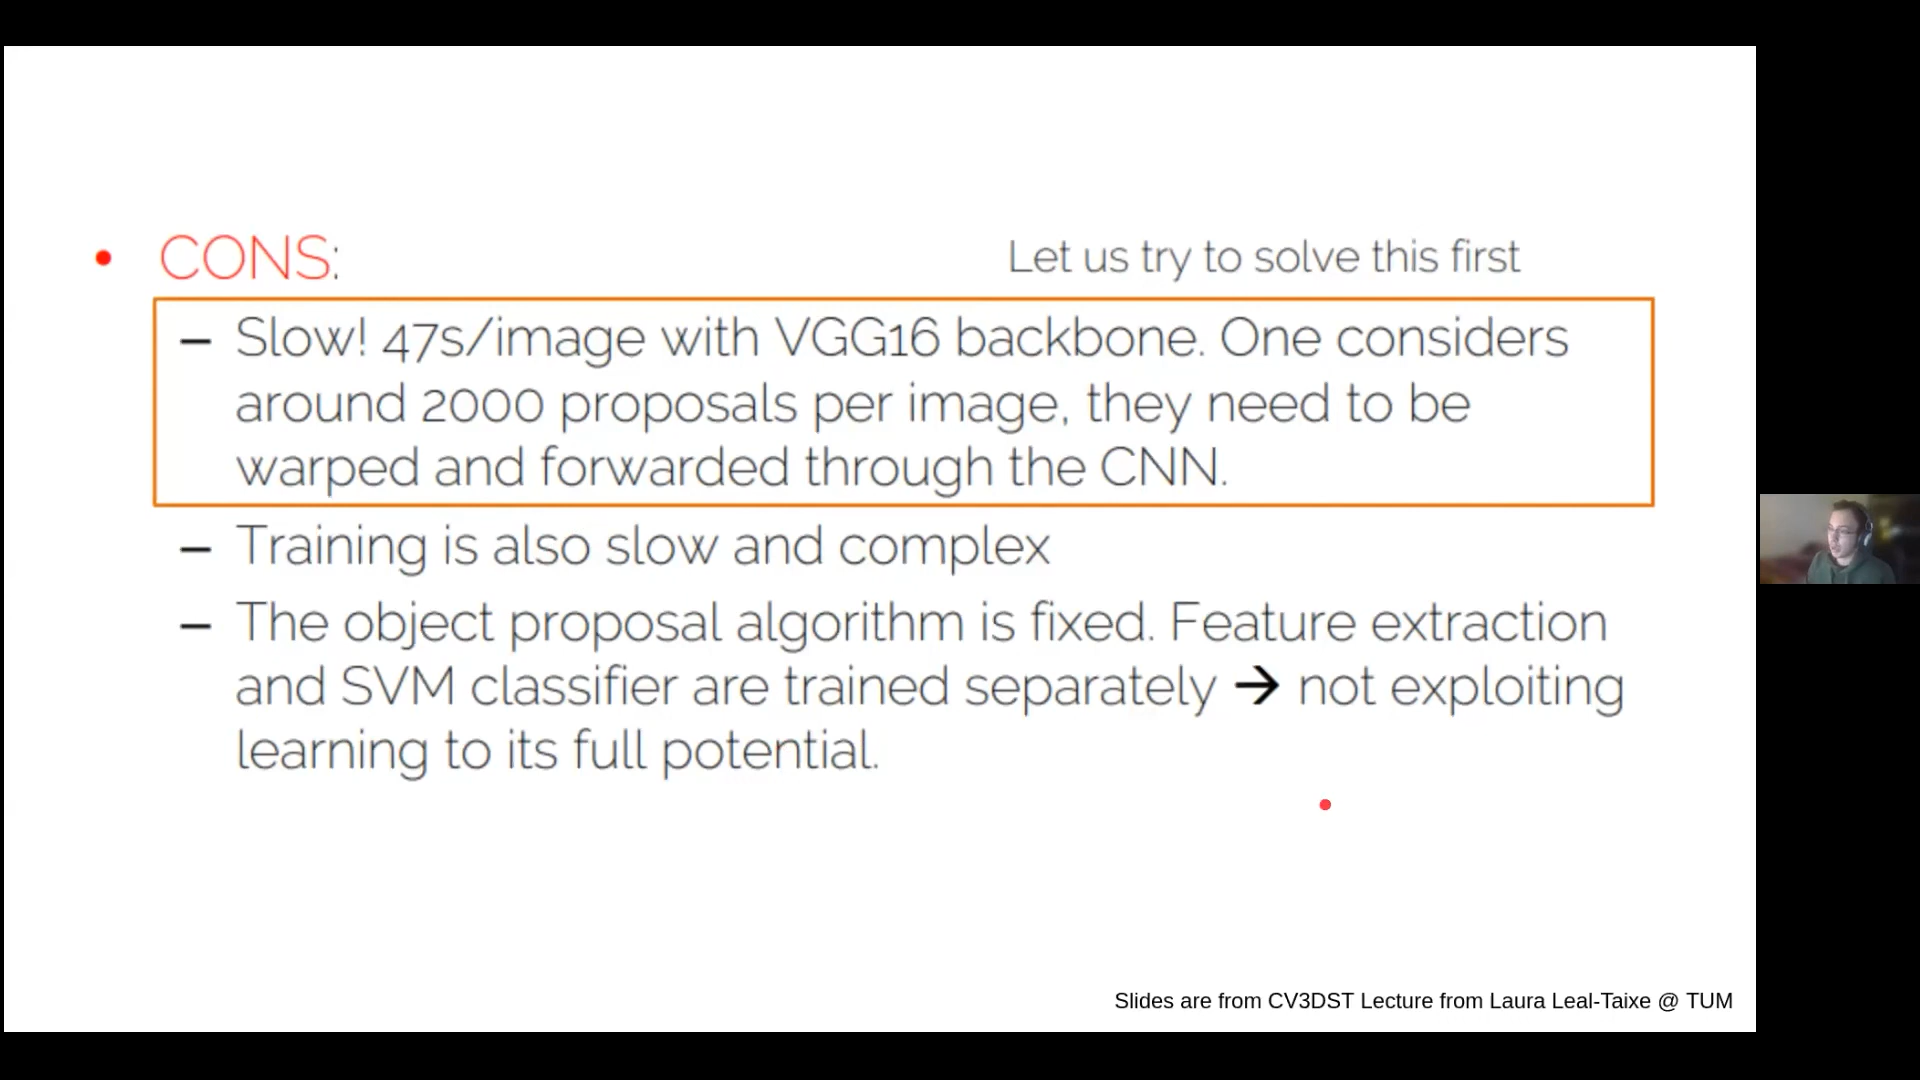 • CONS:
Let us try to solve this first
– Slow! 47s/image with VGG16 backbone. One considers
around 2000 proposals per image, they need to be
warped and forwarded through the CNN.
– Training is also slow and complex
– The object proposal algorithm is fixed. Feature extraction
and SVM classifier are trained separately → not exploiting
learning to its full potential.
Slides are from CV3DST Lecture from Laura Leal-Taixe @ TUM